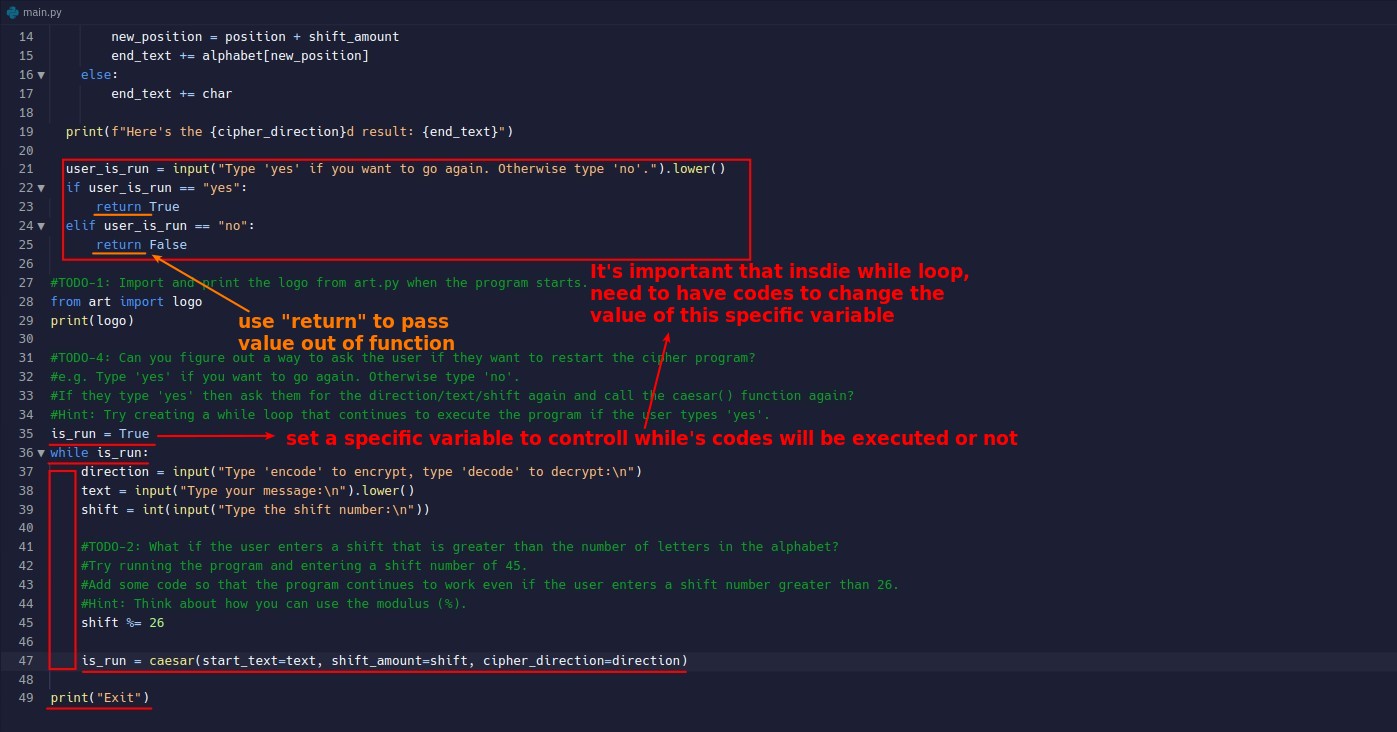 main.py
14 new_position = position + shift_amount
15 end_text += alphabet[new_position]
16 else:
17 end_text += char
18
19 print(f"Here's the {cipher_direction}d result: {end_text}")
20
21 user_is_run = input("Type 'yes' if you want to go again. Otherwise type 'no'.").lower()
22 if user_is_run == "yes":
23 return True
24 elif user_is_run == "no":
25 return False
26
It's important that insdie while loop,
27 #TODO-1: Import and print the logo from art.py when the program starts.
need to have codes to change the
28 from art import logo
value of this specific variable
29 print(logo)
use "return" to pass
30
value out of function
31 #TODO-4: Can you figure out a way to ask the user if they want to restart the cipher program?
32 #e.g. Type 'yes' if you want to go again. Otherwise type 'no'.
33 #If they type 'yes' then ask them for the direction/text/shift again and call the caesar() function again?
34 #Hint: Try creating a while loop that continues to execute the program if the user types 'yes'.
35 is_run = True
set a specific variable to controll while's codes will be executed or not
36 while is_run:
37 direction = input("Type 'encode' to encrypt, type 'decode' to decrypt:\n")
38 text = input("Type your message:\n").lower()
39 shift = int(input("Type the shift number:\n"))
40
41 #TODO-2: What if the user enters a shift that is greater than the number of letters in the alphabet?
42 #Try running the program and entering a shift number of 45.
43 #Add some code so that the program continues to work even if the user enters a shift number greater than 26.
44 #Hint: Think about how you can use the modulus (%).
45 shift %= 26
46
47 is_run = caesar(start_text=text, shift_amount=shift, cipher_direction=direction)
48
49 print("Exit")